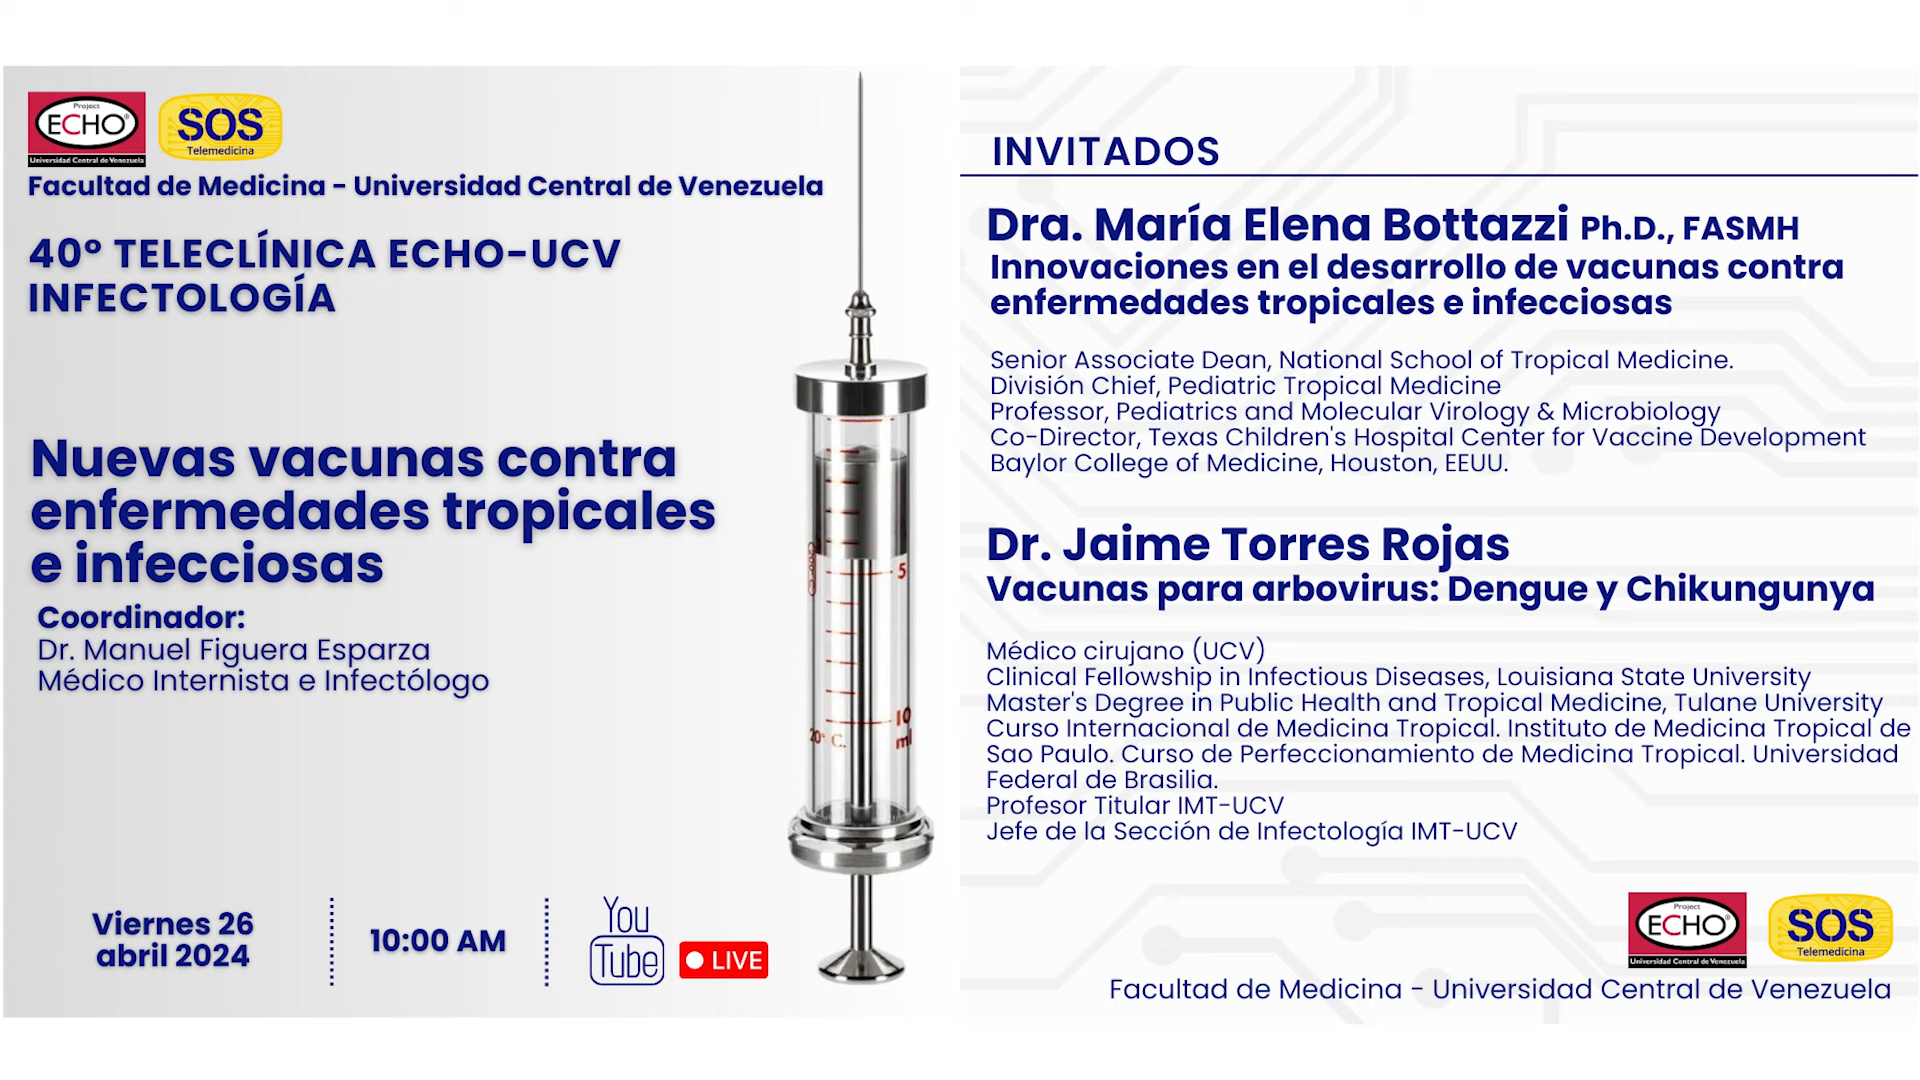 Project
ECHO®
Universidad Central de Venezuela
SOS
Telemedicina
Facultad de Medicina - Universidad Central de Venezuela
40° TELECLÍNICA ECHO-UCV
INFECTOLOGÍA
Nuevas vacunas contra
enfermedades tropicales
e infecciosas
Coordinador:
Dr. Manuel Figuera Esparza
Médico Internista e Infectólogo
5
10
ml
20° C.
Viernes 26
abril 2024
10:00 AM
You
Tube
LIVE
INVITADOS
Dra. María Elena Bottazzi Ph.D., FASMH
Innovaciones en el desarrollo de vacunas contra
enfermedades tropicales e infecciosas
Senior Associate Dean, National School of Tropical Medicine.
División Chief, Pediatric Tropical Medicine
Professor, Pediatrics and Molecular Virology & Microbiology
Co-Director, Texas Children's Hospital Center for Vaccine Development
Baylor College of Medicine, Houston, EEUU.
Dr. Jaime Torres Rojas
Vacunas para arbovirus: Dengue y Chikungunya
Médico cirujano (UCV)
Clinical Fellowship in Infectious Diseases, Louisiana State University
Master's Degree in Public Health and Tropical Medicine, Tulane University
Curso Internacional de Medicina Tropical. Instituto de Medicina Tropical de
Sao Paulo. Curso de Perfeccionamiento de Medicina Tropical. Universidad
Federal de Brasilia.
Profesor Titular IMT-UCV
Jefe de la Sección de Infectología IMT-UCV
Project
ECHO®
Universidad Central de Venezuela
SOS
Telemedicina
Facultad de Medicina - Universidad Central de Venezuela